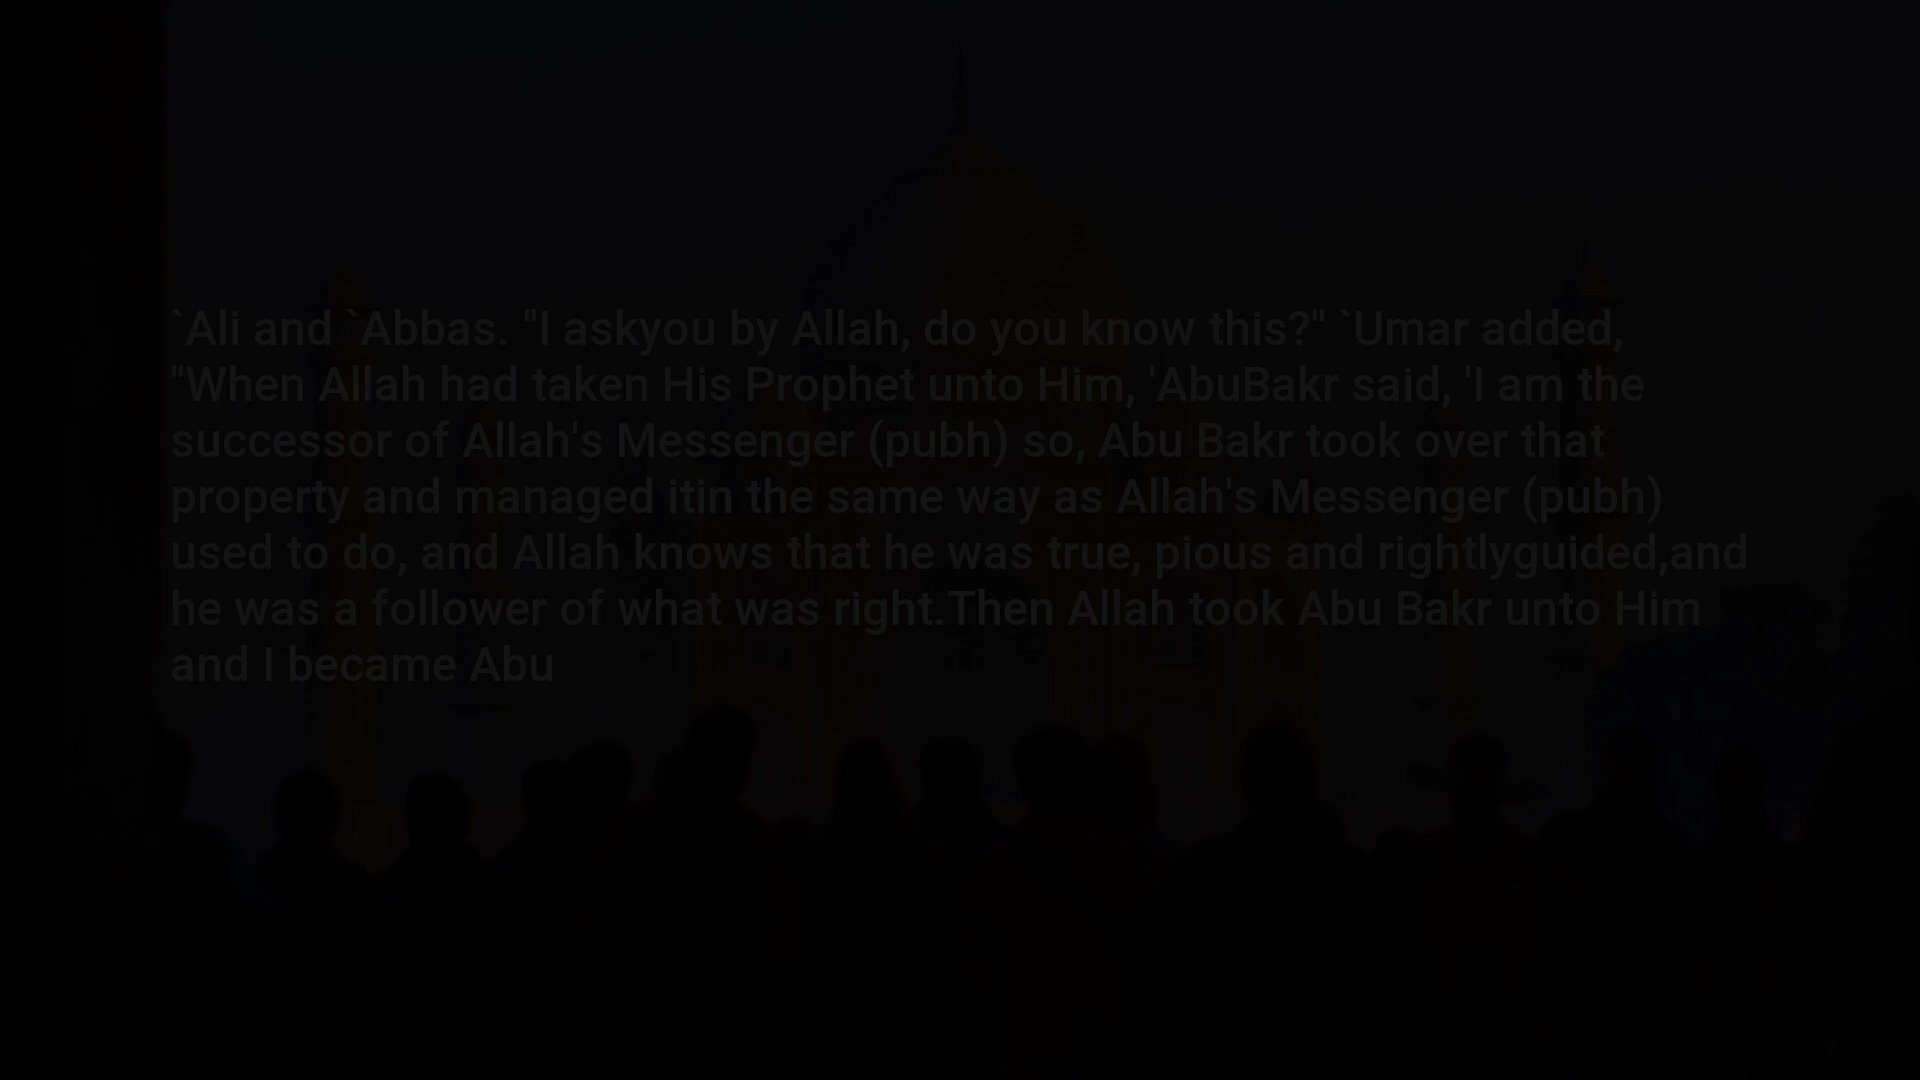 `Ali and `Abbas. "I askyou by Allah, do you know this?" `Umar added,
"When Allah had taken His Prophet unto Him, 'AbuBakr said, 'I am the
successor of Allah's Messenger (pubh) so, Abu Bakr took over that
property and managed itin the same way as Allah's Messenger (pubh)
used to do, and Allah knows that he was true, pious and rightlyguided,and
he was a follower of what was right.Then Allah took Abu Bakr unto Him
and I became Abu